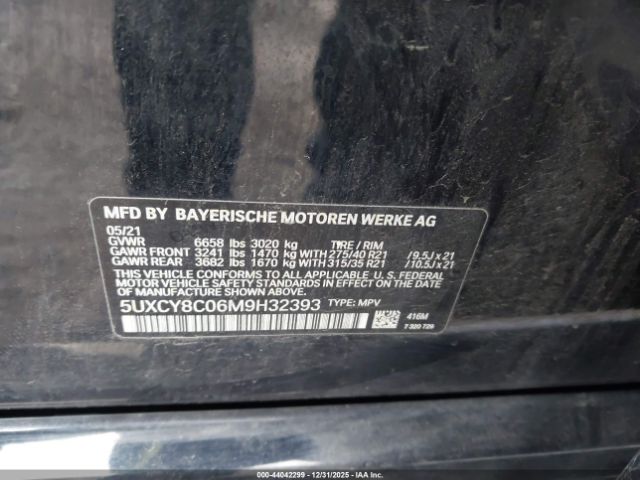 MFD BY BAYERISCHE MOTOREN WERKE AG
05/21
GVWR 6658 lbs 3020 kg TIRE / RIM
GAWR FRONT 3241 lbs 1470 kg WITH 275/40 R21 / 9.5J x 21
GAWR REAR 3682 lbs 1670 kg WITH 315/35 R21 / 10.5J x 21
THIS VEHICLE CONFORMS TO ALL APPLICABLE U.S. FEDERAL
MOTOR VEHICLE SAFETY STANDARDS IN EFFECT
ON THE DATE OF MANUFACTURE SHOWN ABOVE.
5UXCY8C06M9H32393 TYPE: MPV
416M
7 320 729
000-44042299 - 12/31/2025 - IAA, Inc.